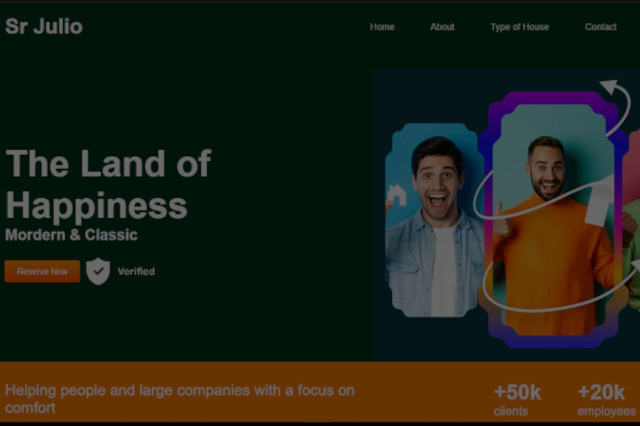 Sr Julio
Home About Type of House Contact
The Land of
Happiness
Mordern & Classic
Reserve Now Verified
Helping people and large companies with a focus on
comfort
+50k +20k
clients employees